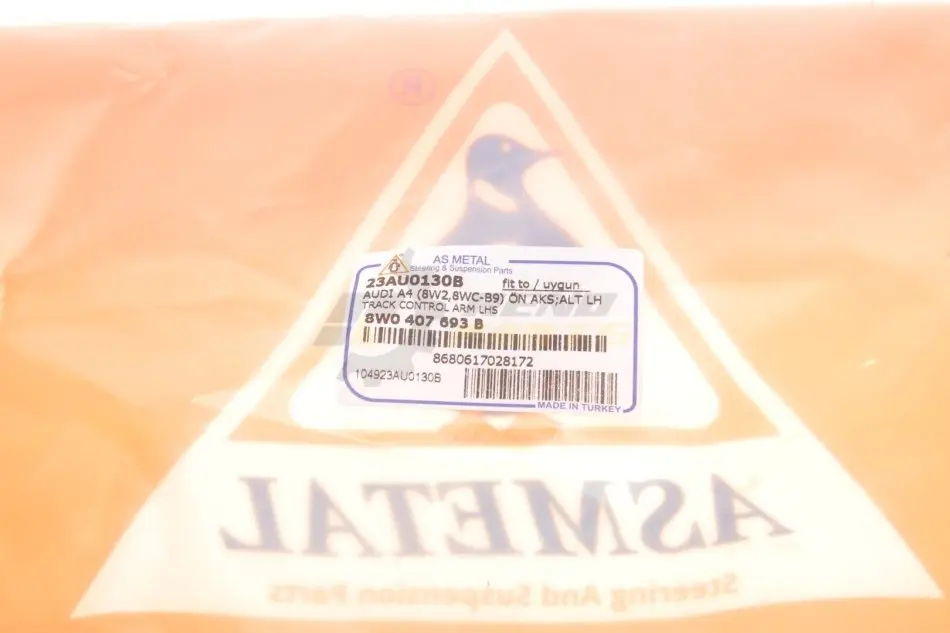 AS METAL
Steering & Suspension Parts
23AU0130B fit to / uygun
AUDI A4 (8W2,8WC-B9) ÖN AKS;ALT LH
TRACK CONTROL ARM LHS
8W0 407 693 B
8680617028172
104923AU0130B
MADE IN TURKEY
ASMETAL
Steering And Suspension Parts